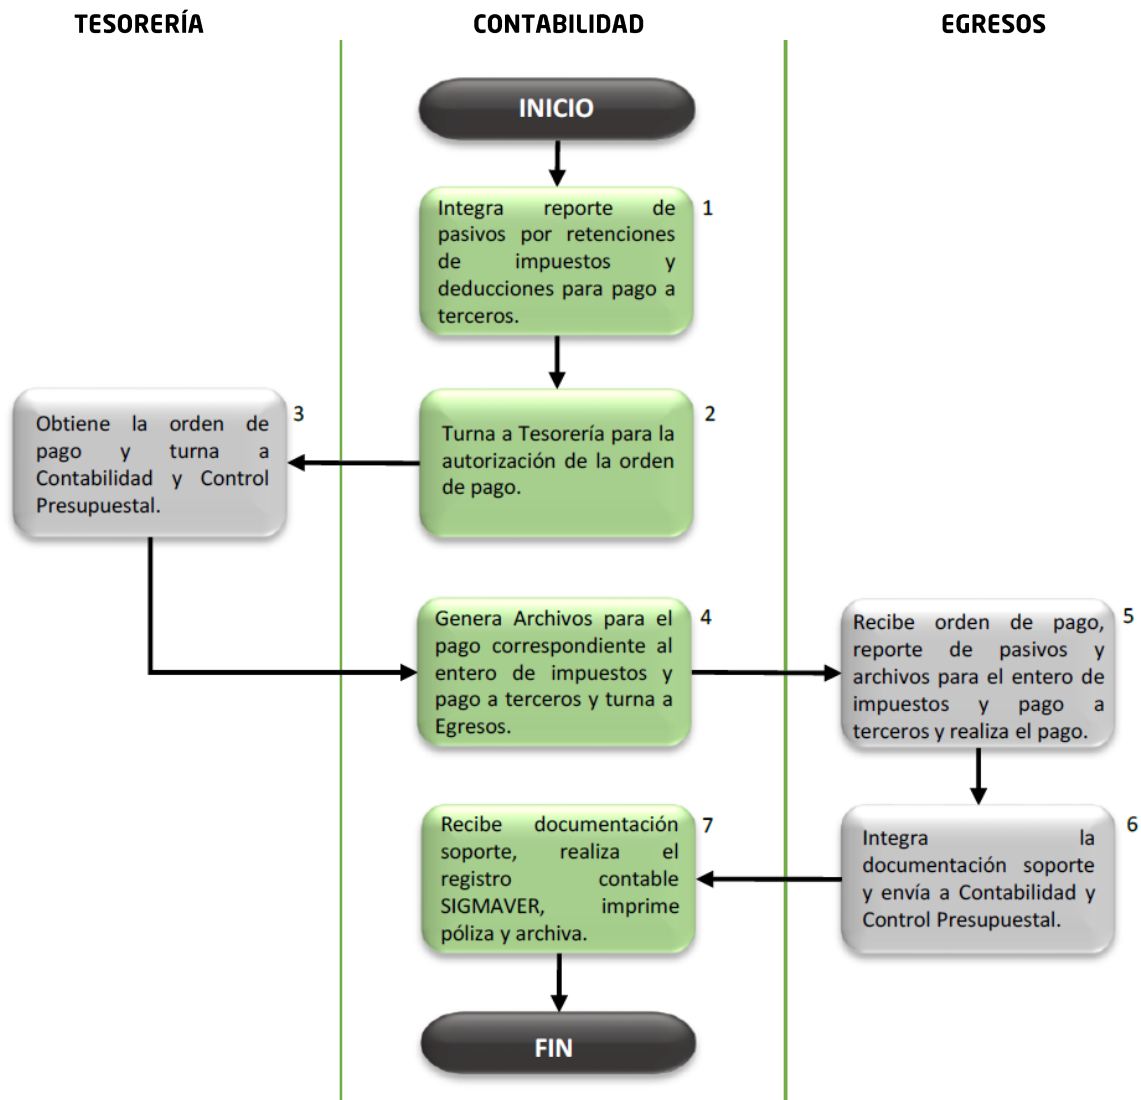 TESORERÍA
CONTABILIDAD
EGRESOS
INICIO
1
Integra reporte de
pasivos por retenciones
de impuestos y
deducciones para pago a
terceros.
2
Turna a Tesorería para la
autorización de la orden
de pago.
3
Obtiene la orden de
pago y turna a
Contabilidad y Control
Presupuestal.
4
Genera Archivos para el
pago correspondiente al
entero de impuestos y
pago a terceros y turna a
Egresos.
5
Recibe orden de pago,
reporte de pasivos y
archivos para el entero de
impuestos y pago a
terceros y realiza el pago.
6
Integra la
documentación soporte
y envía a Contabilidad y
Control Presupuestal.
7
Recibe documentación
soporte, realiza el
registro contable
SIGMAVER, imprime
póliza y archiva.
FIN